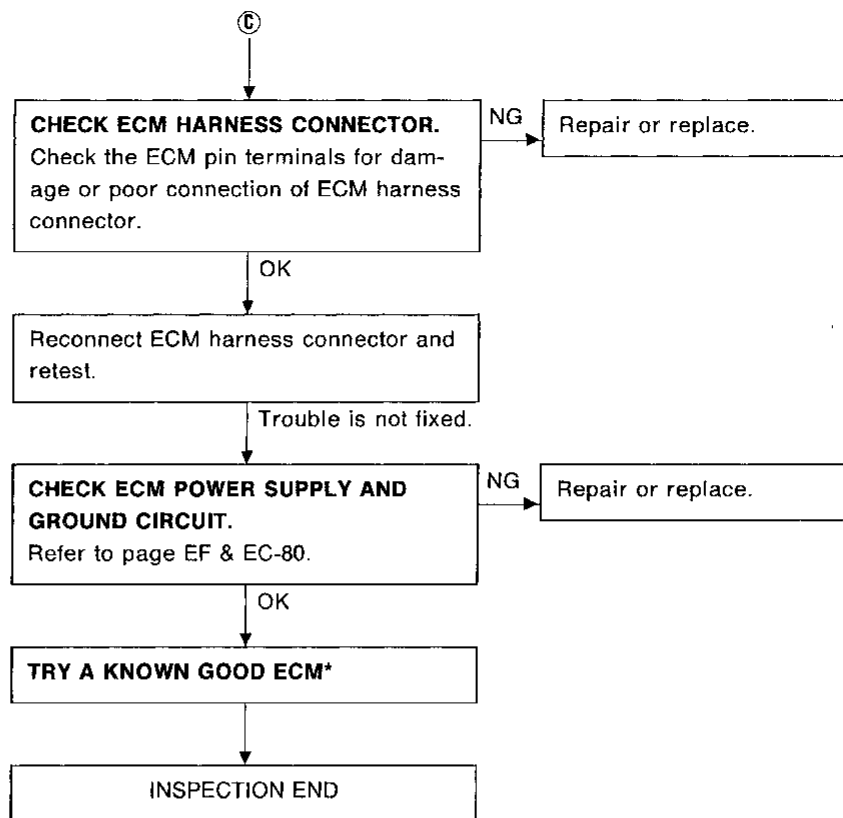 Ⓒ
CHECK ECM HARNESS CONNECTOR.
Check the ECM pin terminals for dam-
age or poor connection of ECM harness
connector.
NG
Repair or replace.
OK
Reconnect ECM harness connector and
retest.
Trouble is not fixed.
CHECK ECM POWER SUPPLY AND
GROUND CIRCUIT.
Refer to page EF & EC-80.
NG
Repair or replace.
OK
TRY A KNOWN GOOD ECM*
INSPECTION END